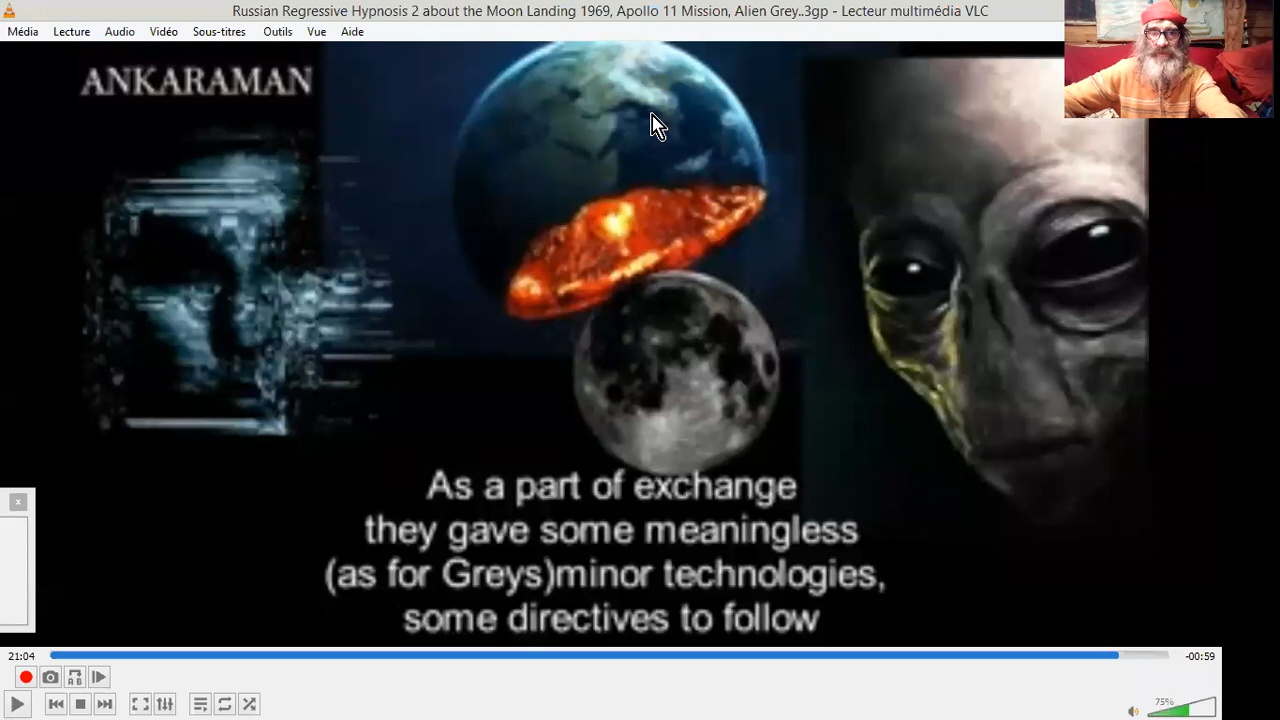 Russian Regressive Hypnosis 2 about the Moon Landing 1969, Apollo 11 Mission, Alien Grey..3gp - Lecteur multimédia VLC
Média Lecture Audio Vidéo Sous-titres Outils Vue Aide
ANKARAMAN
As a part of exchange
they gave some meaningless
(as for Greys)minor technologies,
some directives to follow
21:04 -00:59
75%